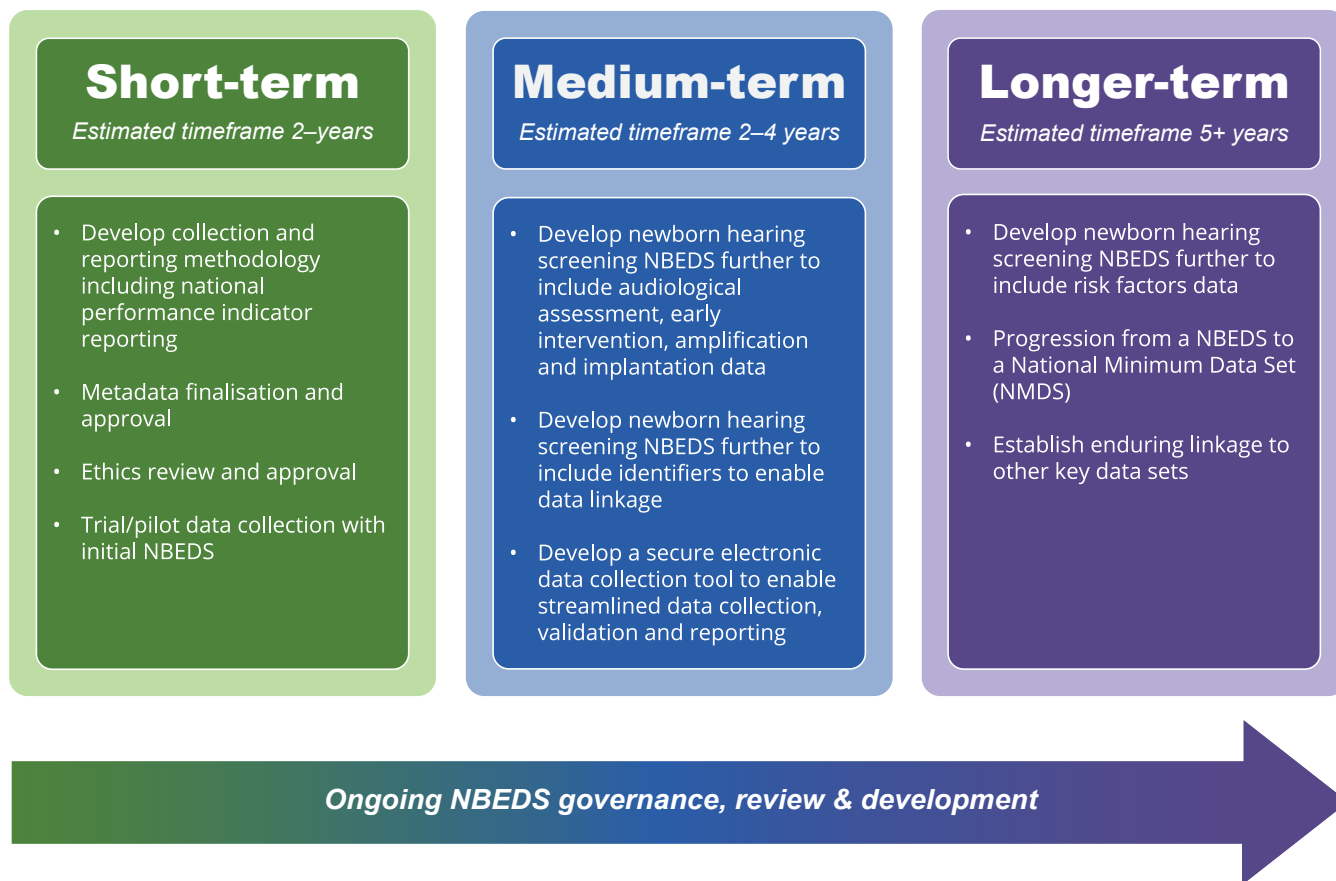 Short-term
Estimated timeframe 2–years
• Develop collection and
reporting methodology
including national
performance indicator
reporting
• Metadata finalisation and
approval
• Ethics review and approval
• Trial/pilot data collection with
initial NBEDS
Medium-term
Estimated timeframe 2–4 years
• Develop newborn hearing
screening NBEDS further to
include audiological
assessment, early
intervention, amplification
and implantation data
• Develop newborn hearing
screening NBEDS further to
include identifiers to enable
data linkage
• Develop a secure electronic
data collection tool to enable
streamlined data collection,
validation and reporting
Longer-term
Estimated timeframe 5+ years
• Develop newborn hearing
screening NBEDS further to
include risk factors data
• Progression from a NBEDS to
a National Minimum Data Set
(NMDS)
• Establish enduring linkage to
other key data sets
Ongoing NBEDS governance, review & development